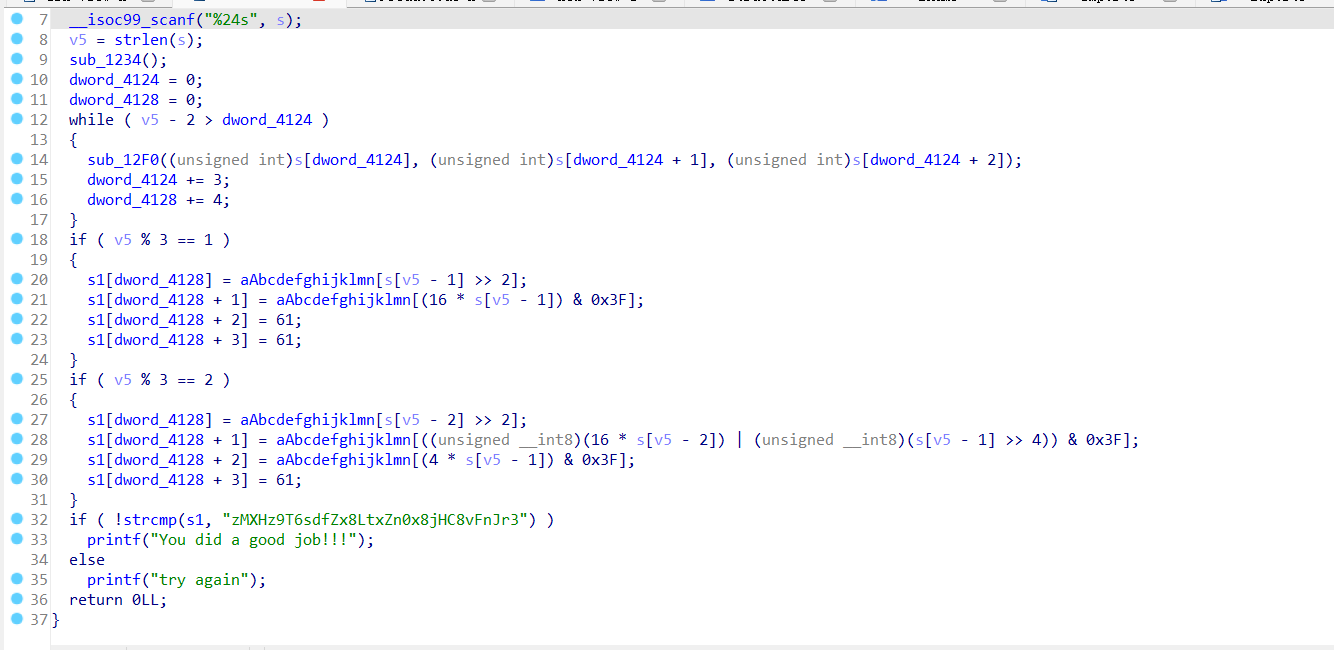 7 __isoc99_scanf("%24s", s);
8 v5 = strlen(s);
9 sub_1234();
10 dword_4124 = 0;
11 dword_4128 = 0;
12 while ( v5 - 2 > dword_4124 )
13 {
14 sub_12F0((unsigned int)s[dword_4124], (unsigned int)s[dword_4124 + 1], (unsigned int)s[dword_4124 + 2]);
15 dword_4124 += 3;
16 dword_4128 += 4;
17 }
18 if ( v5 % 3 == 1 )
19 {
20 s1[dword_4128] = aAbcdefghijklmn[s[v5 - 1] >> 2];
21 s1[dword_4128 + 1] = aAbcdefghijklmn[(16 * s[v5 - 1]) & 0x3F];
22 s1[dword_4128 + 2] = 61;
23 s1[dword_4128 + 3] = 61;
24 }
25 if ( v5 % 3 == 2 )
26 {
27 s1[dword_4128] = aAbcdefghijklmn[s[v5 - 2] >> 2];
28 s1[dword_4128 + 1] = aAbcdefghijklmn[((unsigned __int8)(16 * s[v5 - 2]) | (unsigned __int8)(s[v5 - 1] >> 4)) & 0x3F];
29 s1[dword_4128 + 2] = aAbcdefghijklmn[(4 * s[v5 - 1]) & 0x3F];
30 s1[dword_4128 + 3] = 61;
31 }
32 if ( !strcmp(s1, "zMXHz9T6sdfZx8LtxZn0x8jHC8vFnJr3") )
33 printf("You did a good job!!!");
34 else
35 printf("try again");
36 return 0LL;
37 }